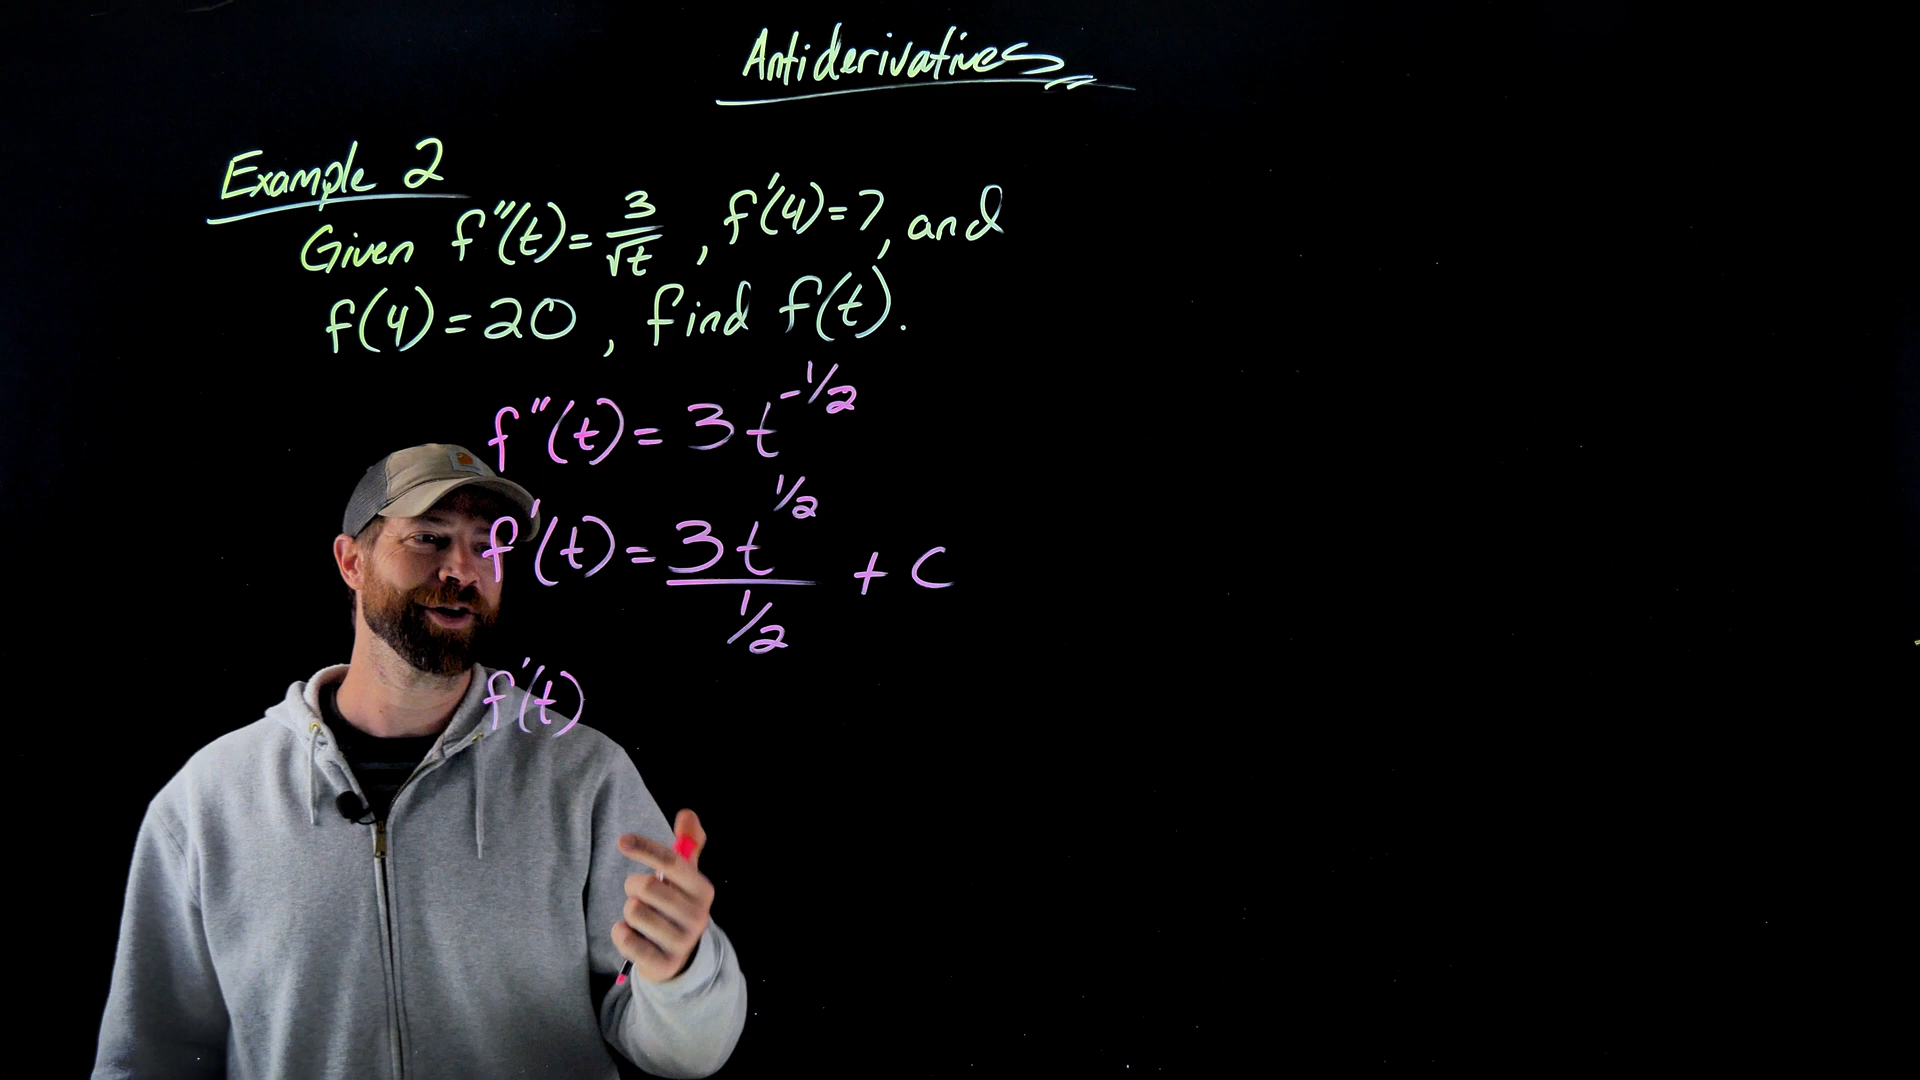 Antiderivatives
Example 2
Given f''(t) = 3/√t , f'(4) = 7, and
f(4) = 20 , find f(t).
f''(t) = 3t^(-1/2)
f'(t) = 3t^(1/2) / (1/2) + C
f'(t)